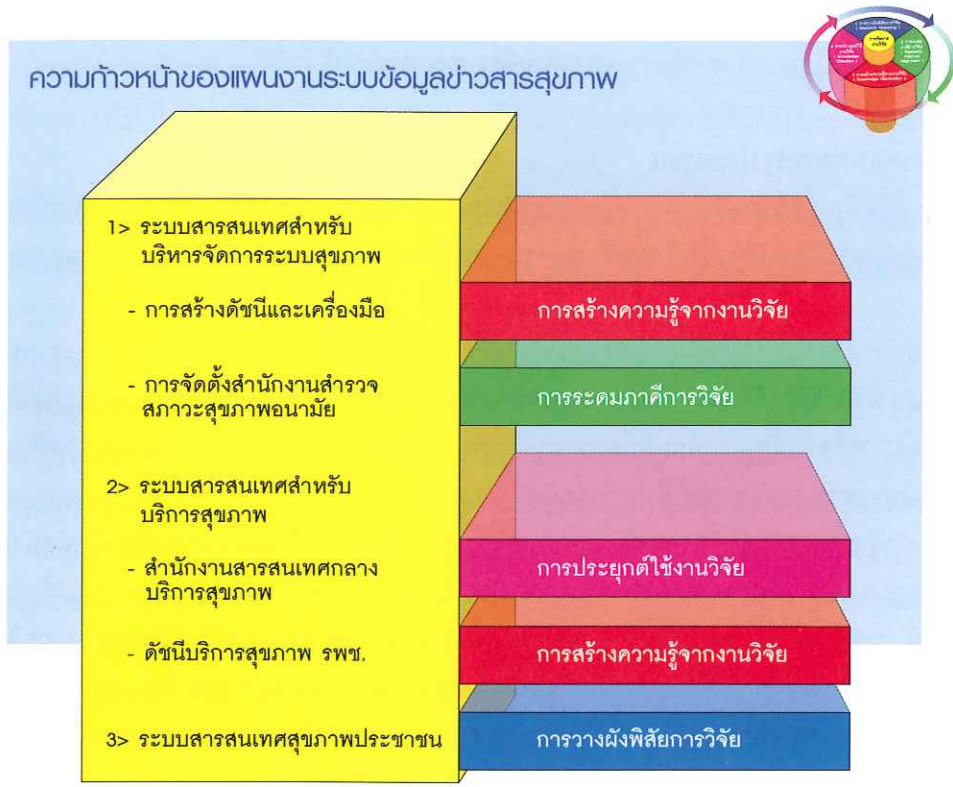 ความก้าวหน้าของแผนงานระบบข้อมูลข่าวสารสุขภาพ
1> ระบบสารสนเทศสำหรับ
บริหารจัดการระบบสุขภาพ
- การสร้างดัชนีและเครื่องมือ
การสร้างความรู้จากงานวิจัย
- การจัดตั้งสำนักงานสำรวจ
สภาวะสุขภาพอนามัย
การระดมภาคีการวิจัย
2> ระบบสารสนเทศสำหรับ
บริการสุขภาพ
- สำนักงานสารสนเทศกลาง
บริการสุขภาพ
การประยุกต์ใช้งานวิจัย
- ดัชนีบริการสุขภาพ รพช.
การสร้างความรู้จากงานวิจัย
3> ระบบสารสนเทศสุขภาพประชาชน
การวางผังพิสัยการวิจัย